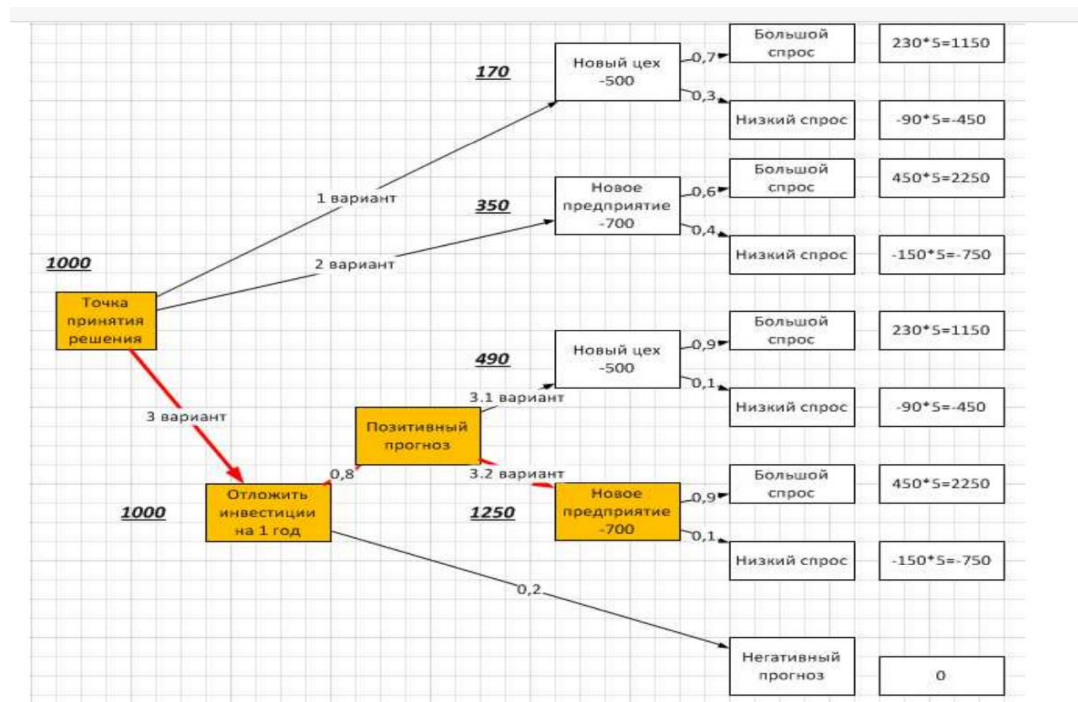 Большой
спрос
230*5=1150
Новый цех
-500
0,7
170
0,3
Низкий спрос
-90*5=-450
Большой
спрос
450*5=2250
Новое
предприятие
-700
0,6
1 вариант
350
0,4
Низкий спрос
-150*5=-750
2 вариант
1000
Точка
принятия
решения
Большой
спрос
230*5=1150
Новый цех
-500
0,9
490
0,1
3.1 вариант
Низкий спрос
-90*5=-450
3 вариант
Позитивный
прогноз
0,8
3.2 вариант
Большой
спрос
450*5=2250
Отложить
инвестиции
на 1 год
1000
1250
Новое
предприятие
-700
0,9
0,1
Низкий спрос
-150*5=-750
0,2
Негативный
прогноз
0